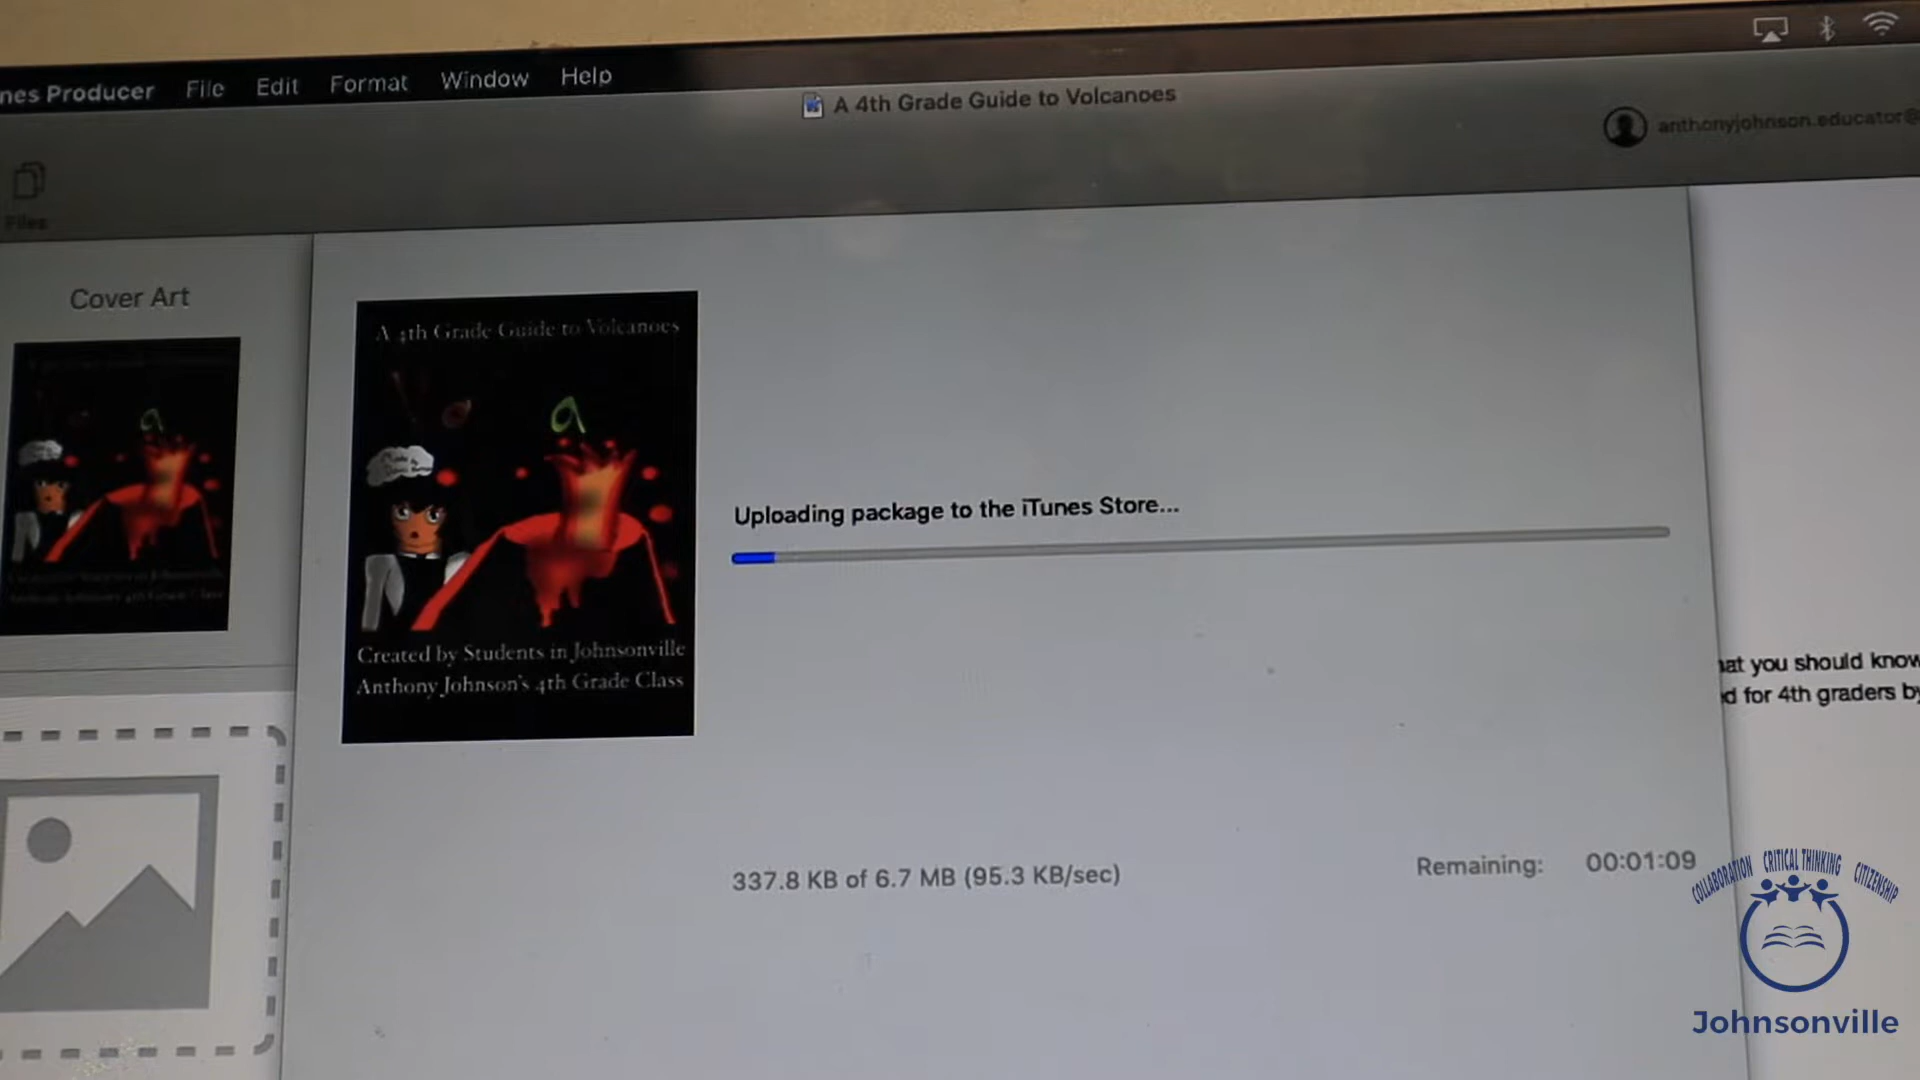 nes Producer File Edit Format Window Help
A 4th Grade Guide to Volcanoes
anthonyjohnson.educator@
Files
Cover Art
A 4th Grade Guide to Volcanoes
a
a
Made by
Created by Students in Johnsonville
Anthony Johnson's 4th Grade Class
Uploading package to the iTunes Store...
hat you should know
d for 4th graders by
337.8 KB of 6.7 MB (95.3 KB/sec)
Remaining: 00:01:09
COLLABORATION CRITICAL THINKING CITIZENSHIP
Johnsonville